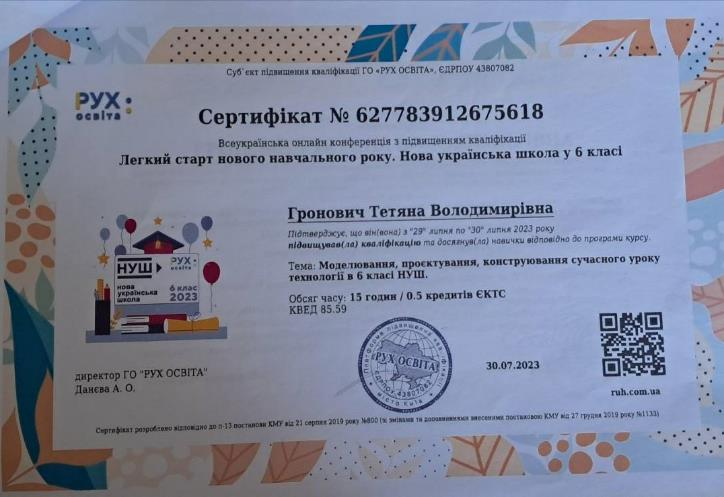 Суб`єкт підвищення кваліфікації ГО «РУХ ОСВІТА», ЄДРПОУ 43807082
РУХ:
освіта
Сертифікат № 627783912675618
Всеукраїнська онлайн конференція з підвищенням кваліфікації
Легкий старт нового навчального року. Нова українська школа у 6 класі
Гронович Тетяна Володимирівна
Підтверджує, що він(вона) з "29" липня по "30" липня 2023 року
підвищував(ла) кваліфікацію та досягнув(ла) навички відповідно до програми курсу.
Тема: Моделювання, проєктування, конструювання сучасного уроку
технології в 6 класі НУШ.
Обсяг часу: 15 годин / 0.5 кредитів ЄКТС
КВЕД 85.59
НУШ
нова
українська
школа
РУХ:
освіта
6 клас
2023
директор ГО "РУХ ОСВІТА"
Данєва А. О.
Платформа підвищення
РУХ ОСВІТА
ЄДРПОУ 43807082
місто Київ
30.07.2023
ruh.com.ua
Сертифікат розроблено відповідно до п-13 постанови КМУ від 21 серпня 2019 року №800 (зі змінами та доповненнями внесеними постановою КМУ від 27 грудня 2019 року №1133)